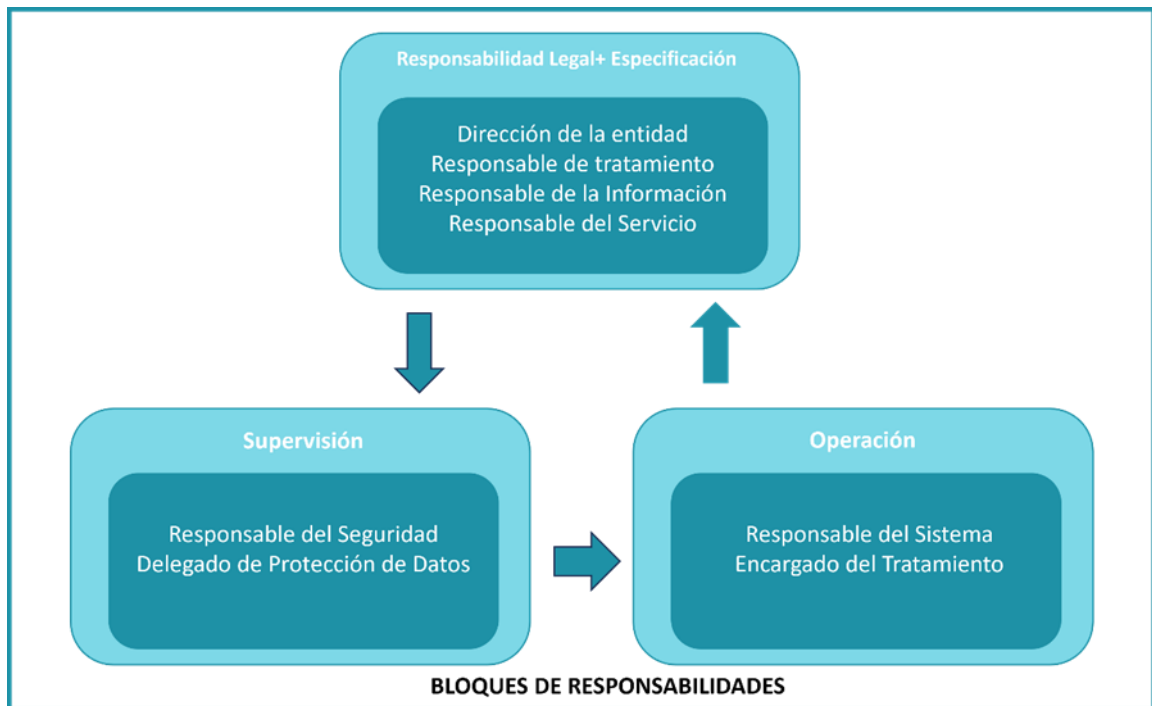 Responsabilidad Legal+ Especificación
Dirección de la entidad
Responsable de tratamiento
Responsable de la Información
Responsable del Servicio
Supervisión
Responsable del Seguridad
Delegado de Protección de Datos
Operación
Responsable del Sistema
Encargado del Tratamiento
BLOQUES DE RESPONSABILIDADES